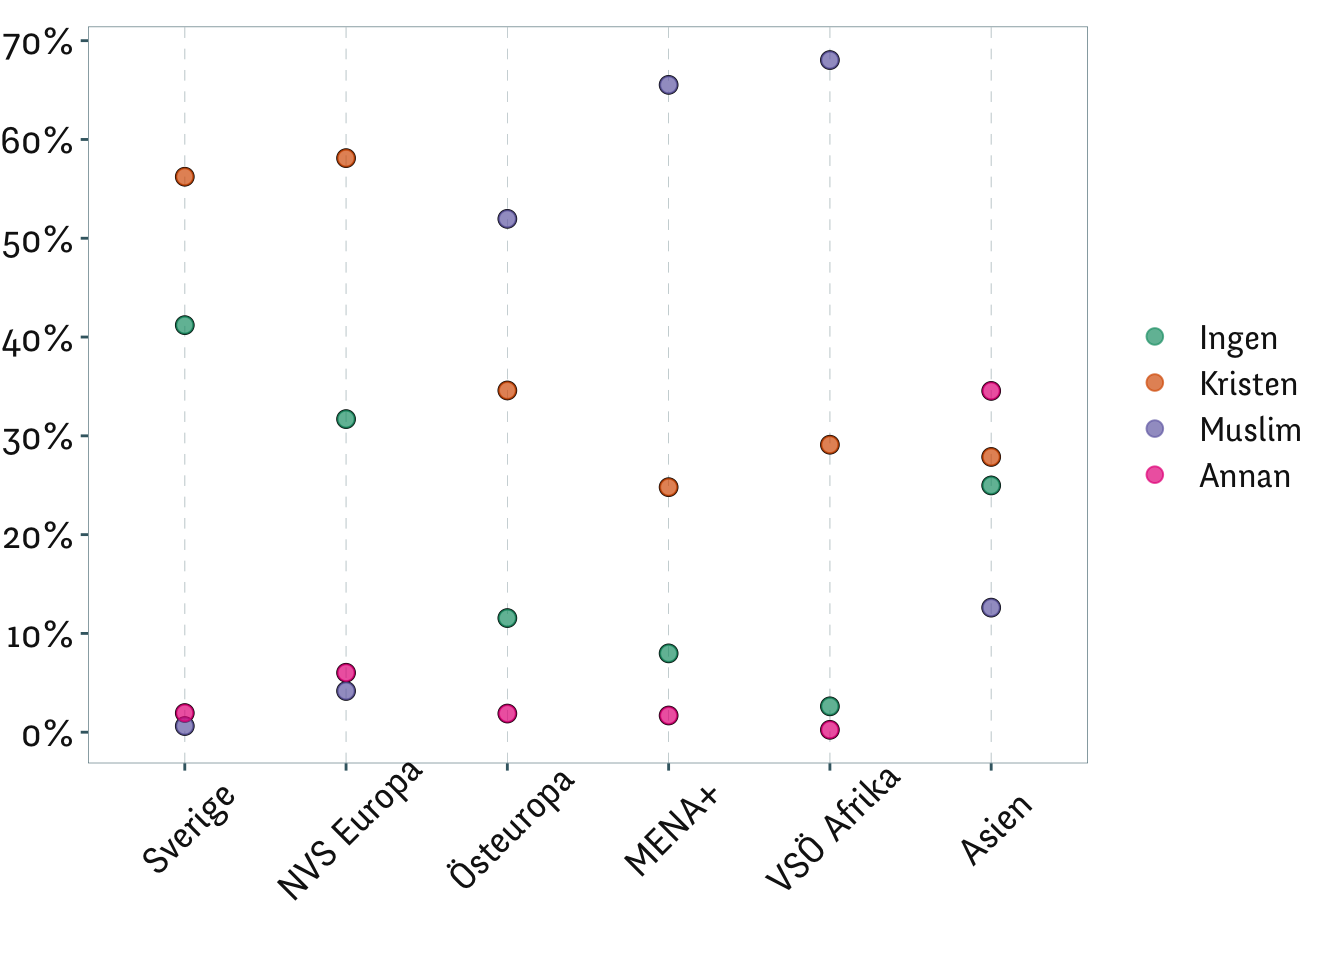 70%
60%
50%
40%
30%
20%
10%
0%
Sverige
NVS Europa
Östeuropa
MENA+
VSÖ Afrika
Asien
Ingen
Kristen
Muslim
Annan